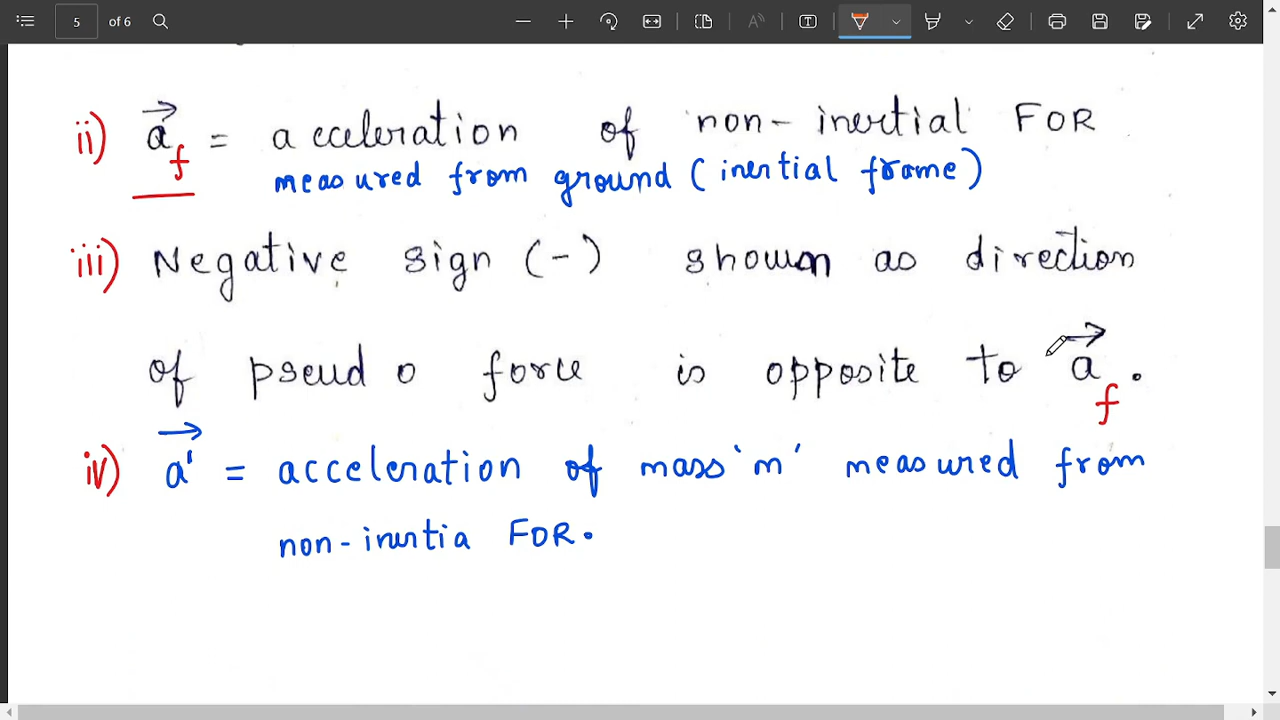 5 of 6
ii) a⃗f = acceleration of non-inertial FOR
measured from ground (inertial frame)
iii) Negative sign (-) shown as direction
of pseudo force is opposite to a⃗f.
iv) a⃗' = acceleration of mass 'm' measured from
non-inertia FOR.